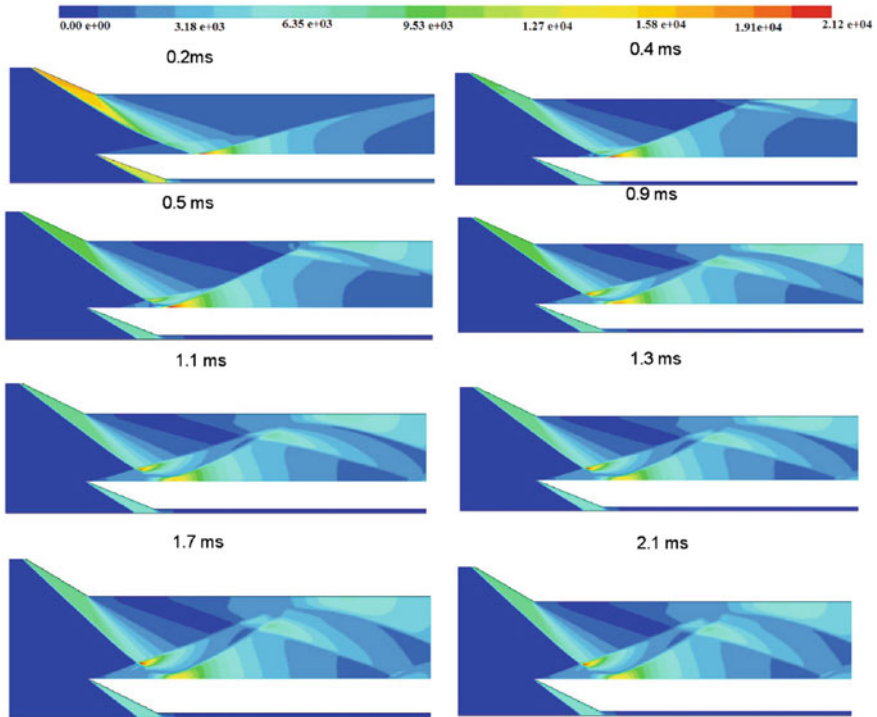 0.00 e+00 3.18 e+03 6.35 e+03 9.53 e+03 1.27 e+04 1.58 e+04 1.91e+04 2.12 e+04
0.2ms 0.4 ms
0.5 ms 0.9 ms
1.1 ms 1.3 ms
1.7 ms 2.1 ms